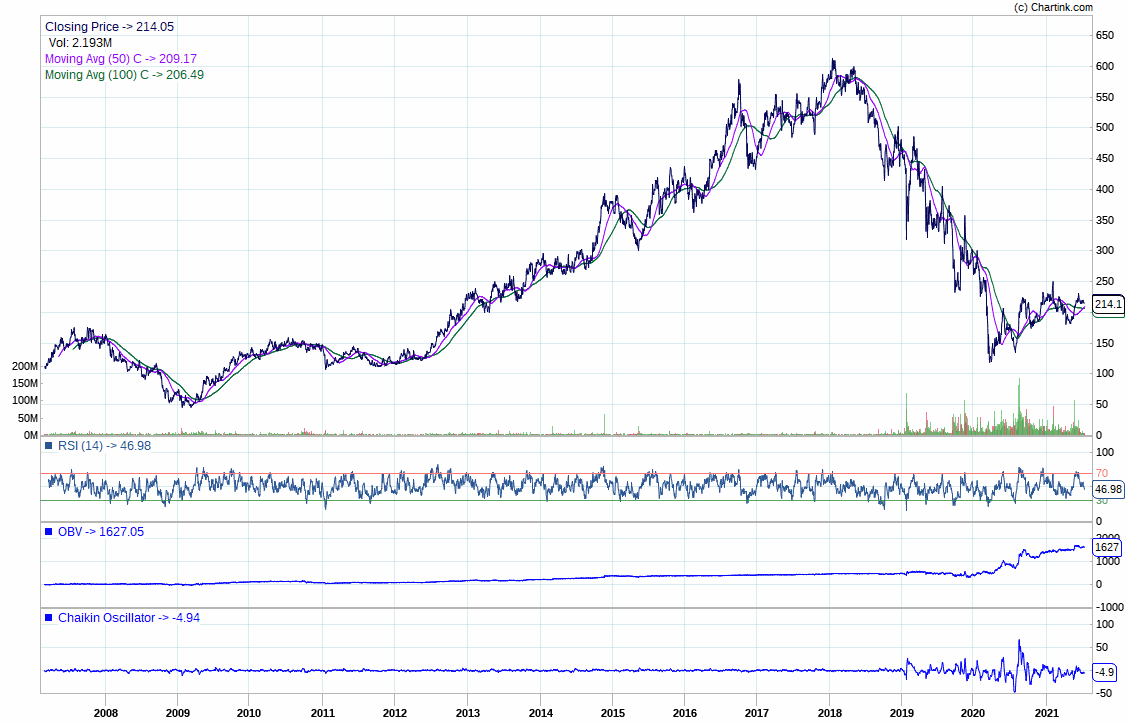 (c) Chartink.com
Closing Price -> 214.05
Vol: 2.193M
Moving Avg (50) C -> 209.17
Moving Avg (100) C -> 206.49
650
600
550
500
450
400
350
300
250
214.1
150
100
50
0
200M
150M
100M
50M
0M
RSI (14) -> 46.98
100
70
46.98
30
0
OBV -> 1627.05
2000
1627
1000
0
-1000
Chaikin Oscillator -> -4.94
100
50
-4.9
-50
2008 2009 2010 2011 2012 2013 2014 2015 2016 2017 2018 2019 2020 2021